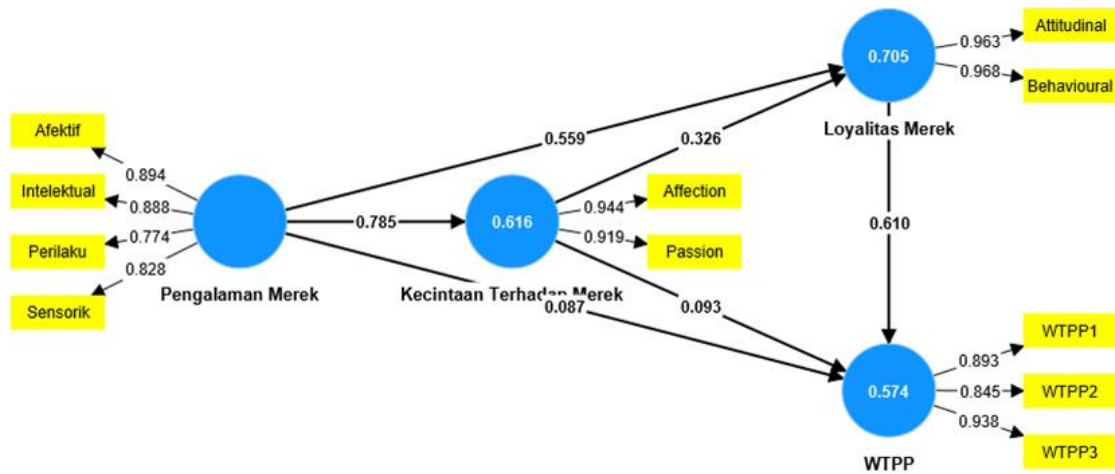 Attitudinal
0.963
0.705
0.968
Behavioural
Loyalitas Merek
Afektif
0.894
0.559
0.326
Intelektual
0.888
Affection
0.944
0.785
0.616
0.610
Perilaku
0.774
0.919
Passion
0.828
Sensorik
Pengalaman Merek
Kecintaan Terhadap Merek
0.087
0.093
WTPP1
0.893
0.574
0.845
WTPP2
0.938
WTPP3
WTPP